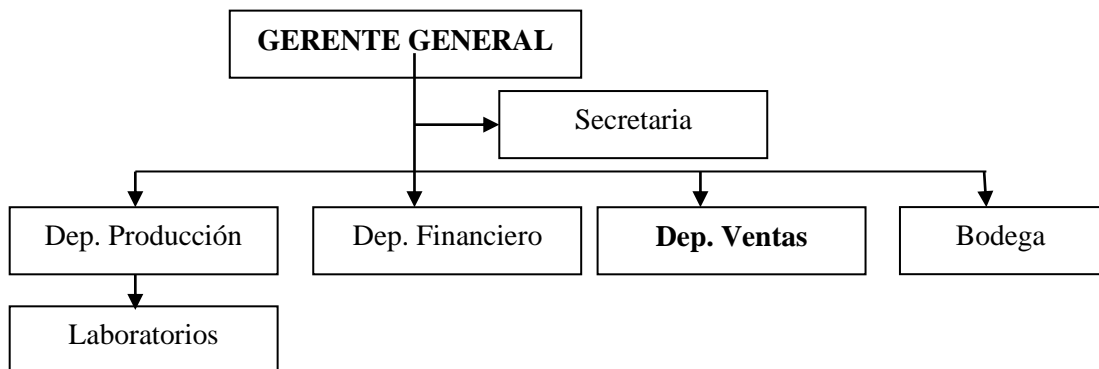 GERENTE GENERAL
Secretaria
Dep. Producción
Dep. Financiero
Dep. Ventas
Bodega
Laboratorios